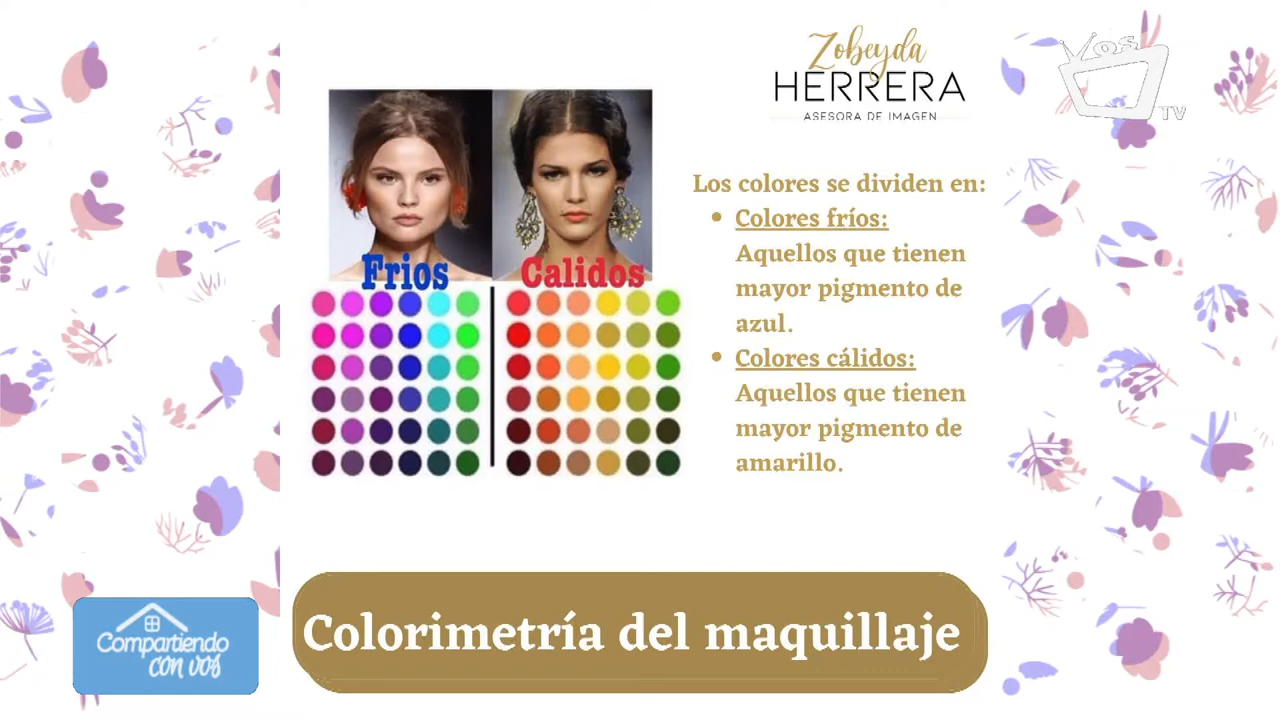 Zobeyda
HERRERA
ASESORA DE IMAGEN
VOS
TV
Los colores se dividen en:
Colores fríos:
Aquellos que tienen
mayor pigmento de
azul.
Colores cálidos:
Aquellos que tienen
mayor pigmento de
amarillo.
Frios
Calidos
Colorimetría del maquillaje
Compartiendo
con vos